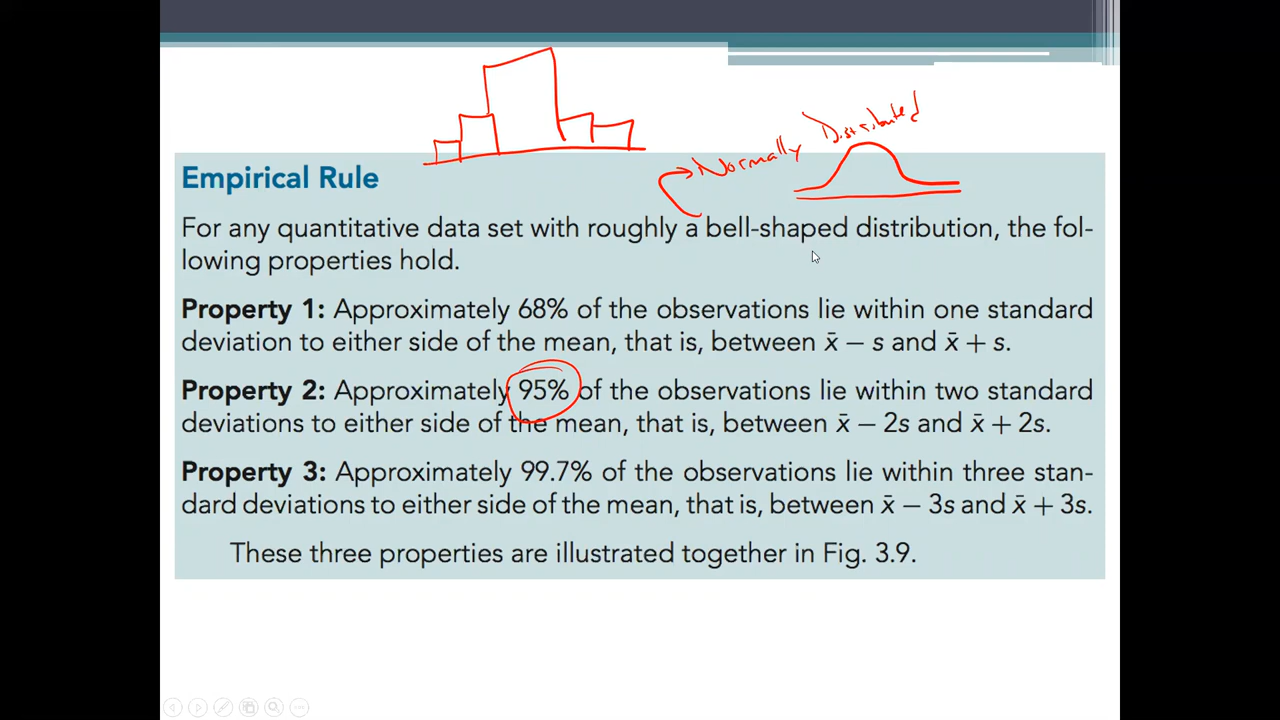 Normally Distributed
Empirical Rule
For any quantitative data set with roughly a bell-shaped distribution, the fol-
lowing properties hold.
Property 1: Approximately 68% of the observations lie within one standard
deviation to either side of the mean, that is, between x̄ − s and x̄ + s.
Property 2: Approximately 95% of the observations lie within two standard
deviations to either side of the mean, that is, between x̄ − 2s and x̄ + 2s.
Property 3: Approximately 99.7% of the observations lie within three stan-
dard deviations to either side of the mean, that is, between x̄ − 3s and x̄ + 3s.
These three properties are illustrated together in Fig. 3.9.